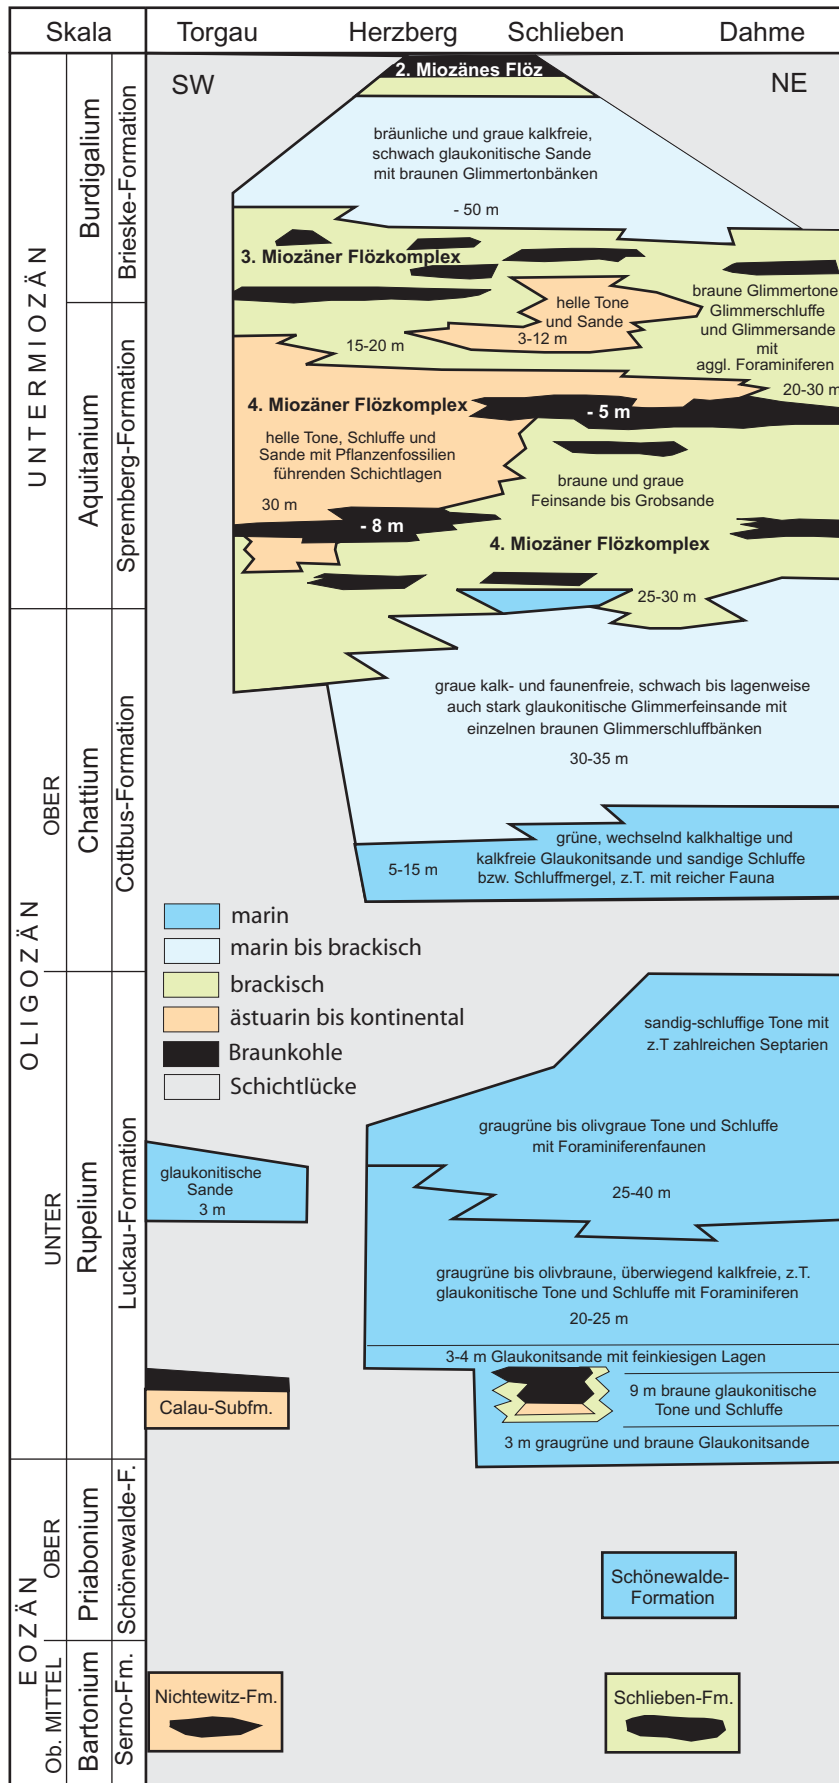 Skala
Torgau
Herzberg
Schlieben
Dahme
SW
NE
UNTERMIOZÄN
Burdigalium
Brieske-Formation
Aquitanium
Spremberg-Formation
OLIGOZÄN
OBER
Chattium
Cottbus-Formation
UNTER
Rupelium
Luckau-Formation
EOZÄN
OBER
Priabonium
Schönewalde-F.
Ob. MITTEL
Bartonium
Serno-Fm.
2. Miozänes Flöz
bräunliche und graue kalkfreie,
schwach glaukonitische Sande
mit braunen Glimmertonbänken
- 50 m
3. Miozäner Flözkomplex
helle Tone
und Sande
3-12 m
15-20 m
braune Glimmertone
Glimmerschluffe
und Glimmersande
mit
aggl. Foraminiferen
20-30 m
4. Miozäner Flözkomplex
- 5 m
helle Tone, Schluffe und
Sande mit Pflanzenfossilien
führenden Schichtlagen
30 m
braune und graue
Feinsande bis Grobsande
- 8 m
4. Miozäner Flözkomplex
25-30 m
graue kalk- und faunenfreie, schwach bis lagenweise
auch stark glaukonitische Glimmerfeinsande mit
einzelnen braunen Glimmerschluffbänken
30-35 m
5-15 m
grüne, wechselnd kalkhaltige und
kalkfreie Glaukonitsande und sandige Schluffe
bzw. Schluffmergel, z.T. mit reicher Fauna
marin
marin bis brackisch
brackisch
ästuarin bis kontinental
Braunkohle
Schichtlücke
sandig-schluffige Tone mit
z.T zahlreichen Septarien
graugrüne bis olivgraue Tone und Schluffe
mit Foraminiferenfaunen
25-40 m
glaukonitische
Sande
3 m
graugrüne bis olivbraune, überwiegend kalkfreie, z.T.
glaukonitische Tone und Schluffe mit Foraminiferen
20-25 m
3-4 m Glaukonitsande mit feinkiesigen Lagen
9 m braune glaukonitische
Tone und Schluffe
Calau-Subfm.
3 m graugrüne und braune Glaukonitsande
Schönewalde-
Formation
Nichtewitz-Fm.
Schlieben-Fm.